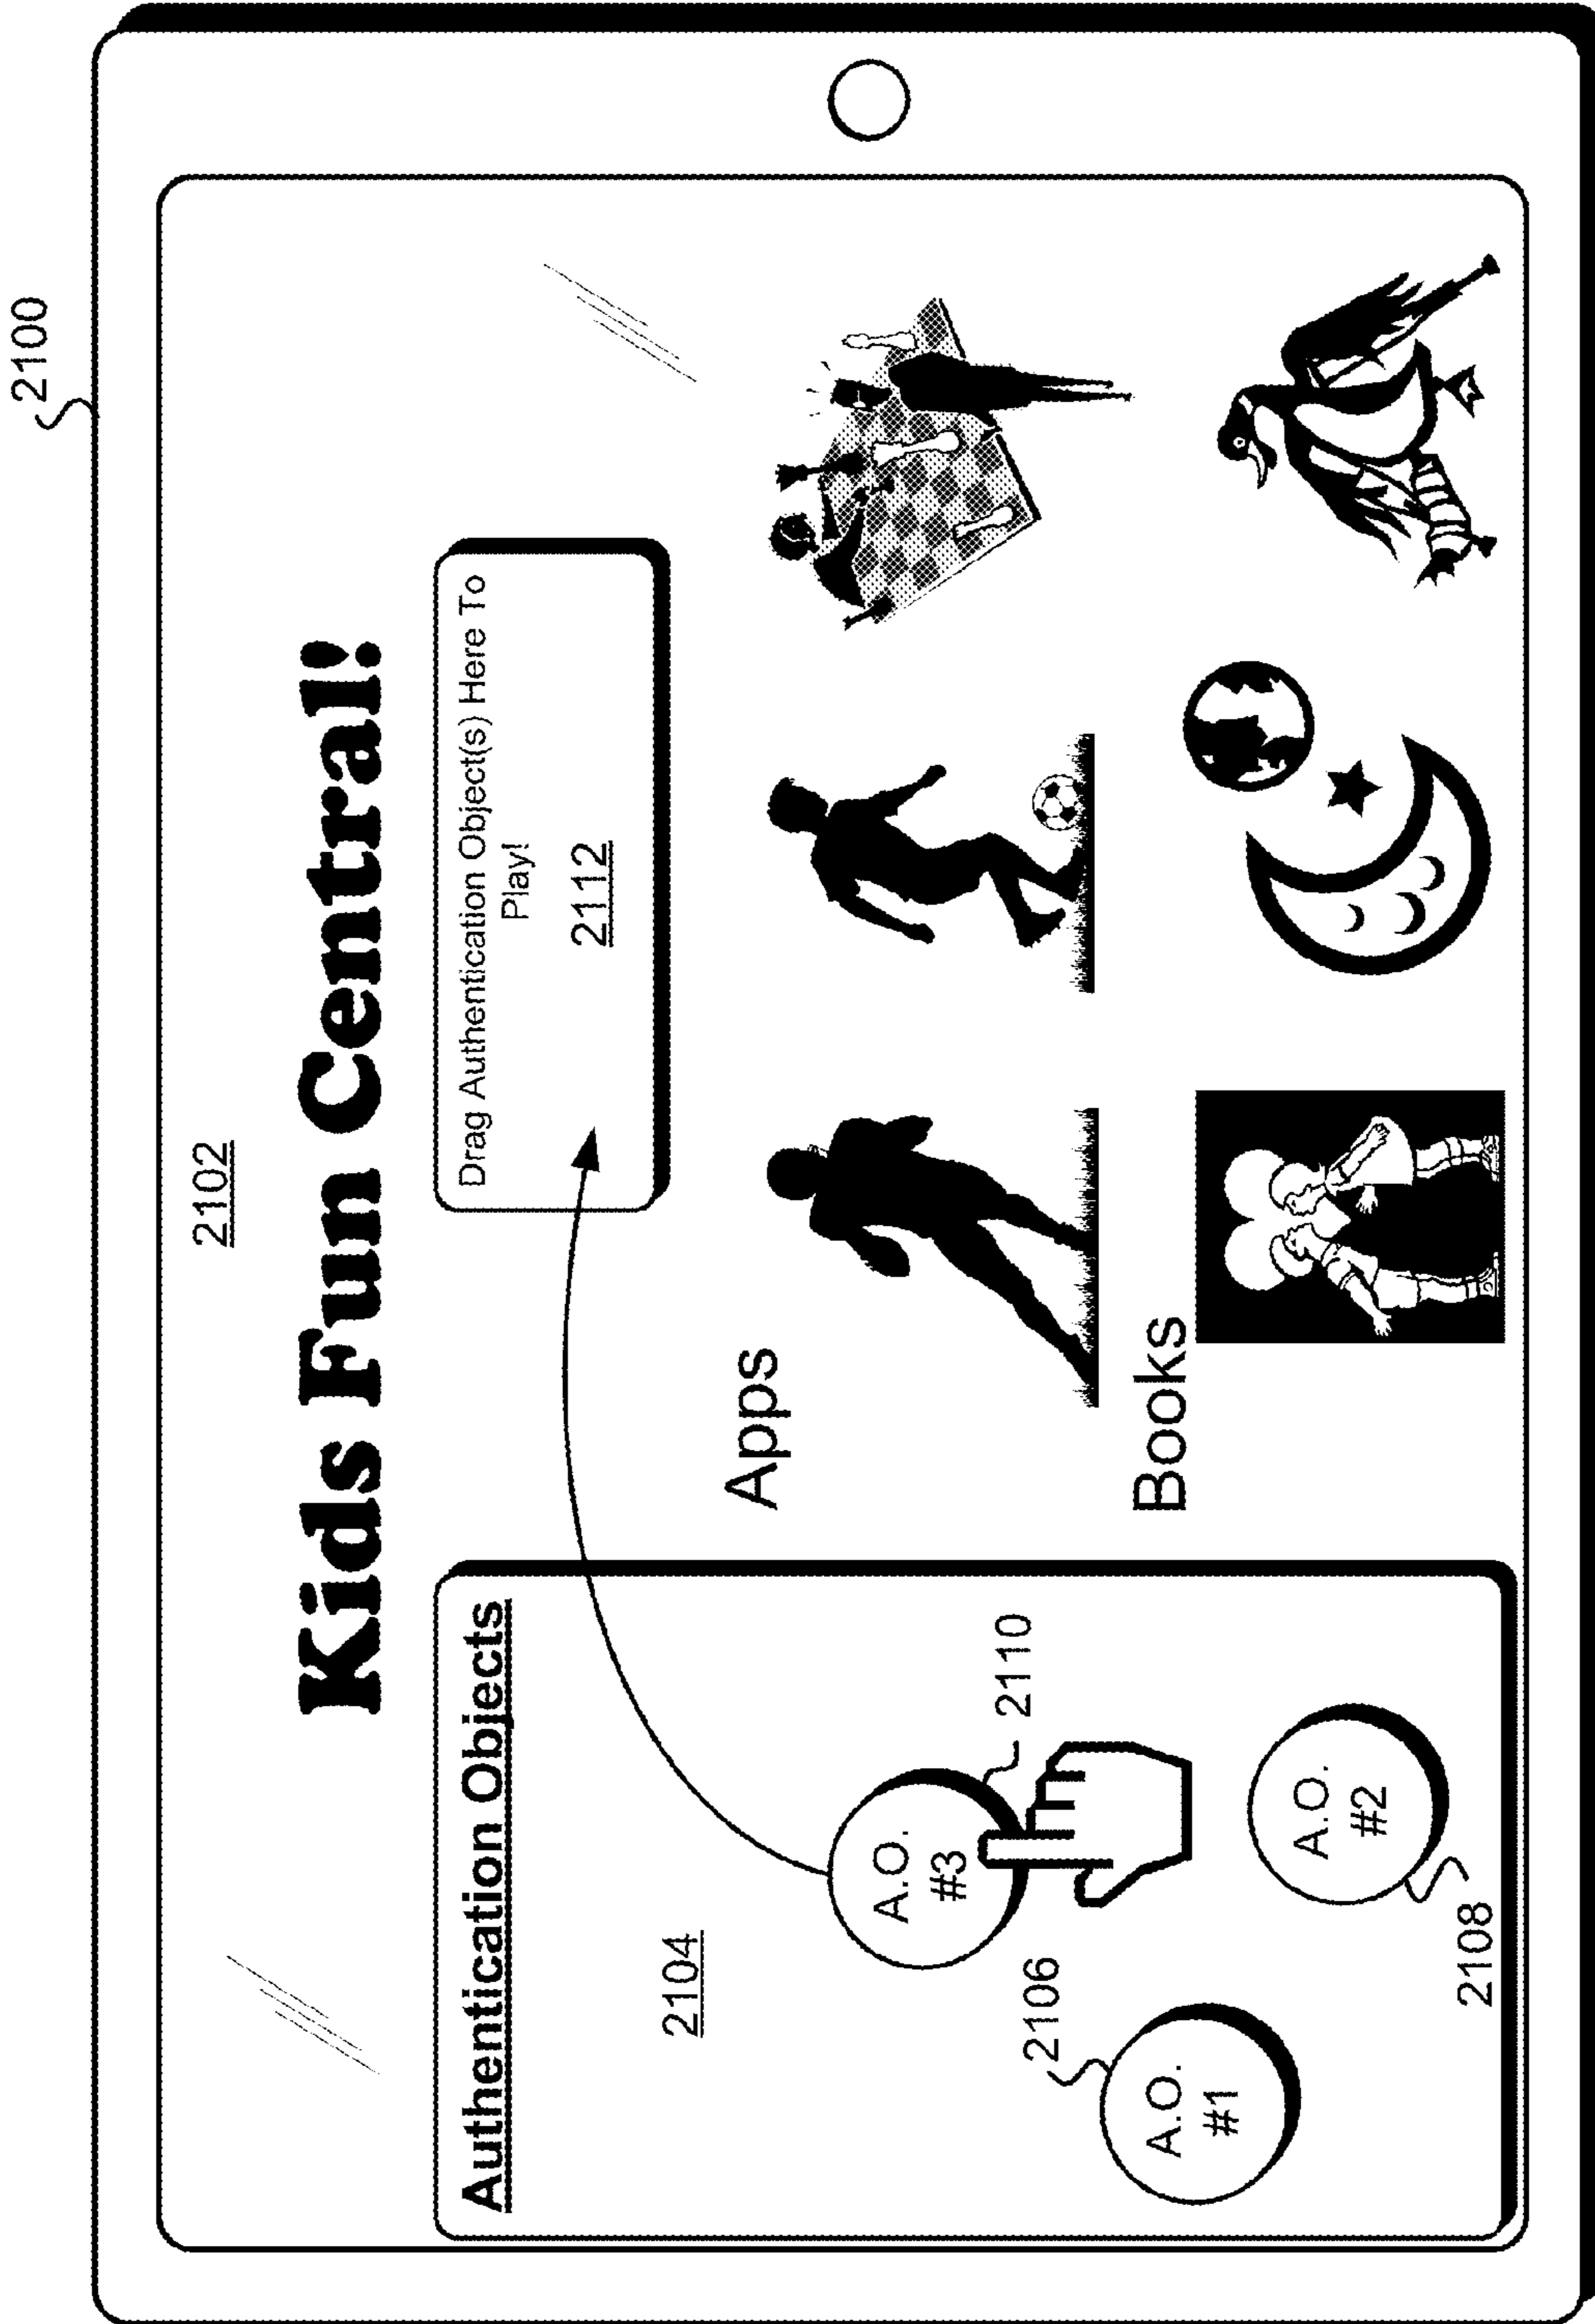 2100
2102
Kids Fun Central!
Authentication Objects
Drag Authentication Object(s) Here To
Play!
2112
2104
Apps
A.O.
#3
2110
2106
A.O.
#1
A.O.
#2
2108
Books